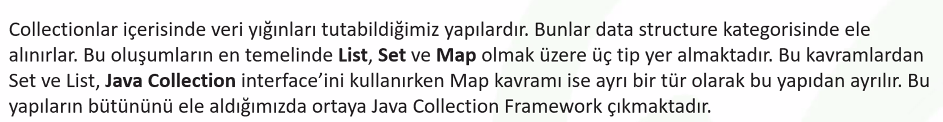 Collectionlar içerisinde veri yığınları tutabildiğimiz yapılardır. Bunlar data structure kategorisinde ele
alınırlar. Bu oluşumların en temelinde List, Set ve Map olmak üzere üç tip yer almaktadır. Bu kavramlardan
Set ve List, Java Collection interface’ini kullanırken Map kavramı ise ayrı bir tür olarak bu yapıdan ayrılır. Bu
yapıların bütününü ele aldığımızda ortaya Java Collection Framework çıkmaktadır.